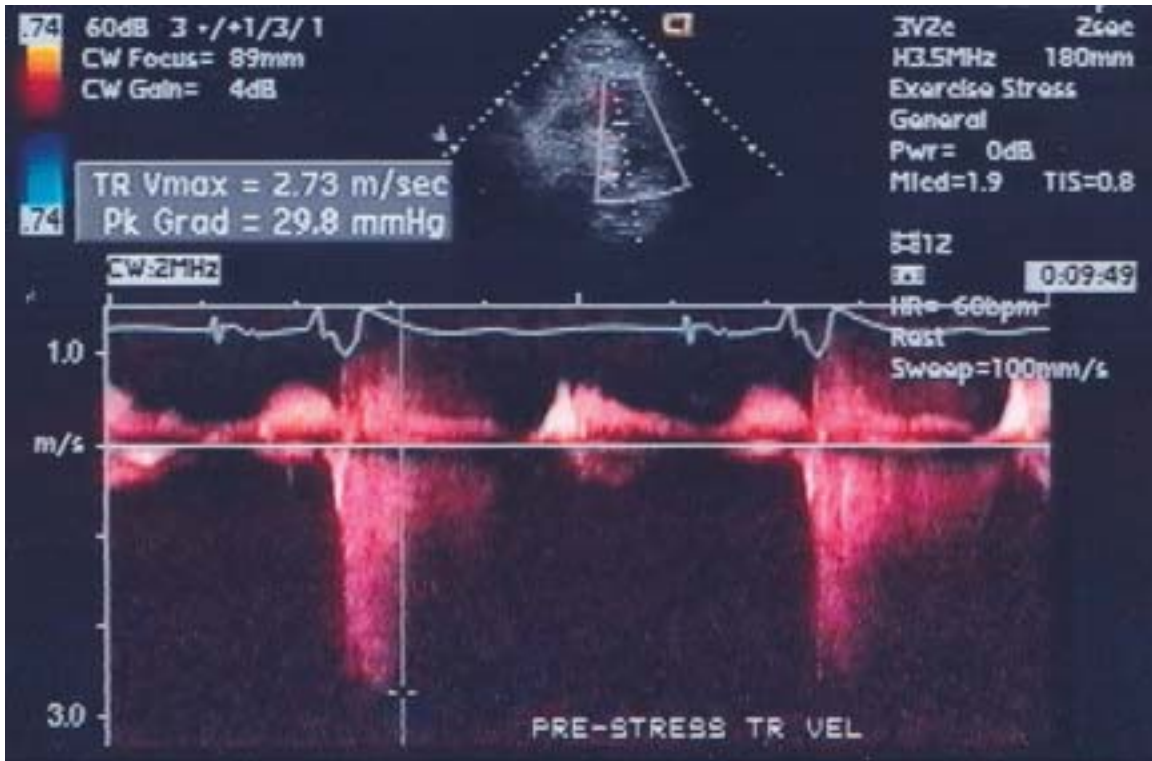 .74
60dB 3 +/+1/3/ 1
CW Focus= 89mm
CW Gain= 4dB
.74
TR Vmax = 2.73 m/sec
Pk Grad = 29.8 mmHg
CW:2MHz
3V2c 2sec
H3.5MHz 180mm
Exercise Stress
General
Pwr= 0dB
MIcd=1.9 TIS=0.8
0:09:49
HR= 60bpm
Rest
Sweep=100mm/s
1.0
m/s
3.0
PRE-STRESS TR VEL